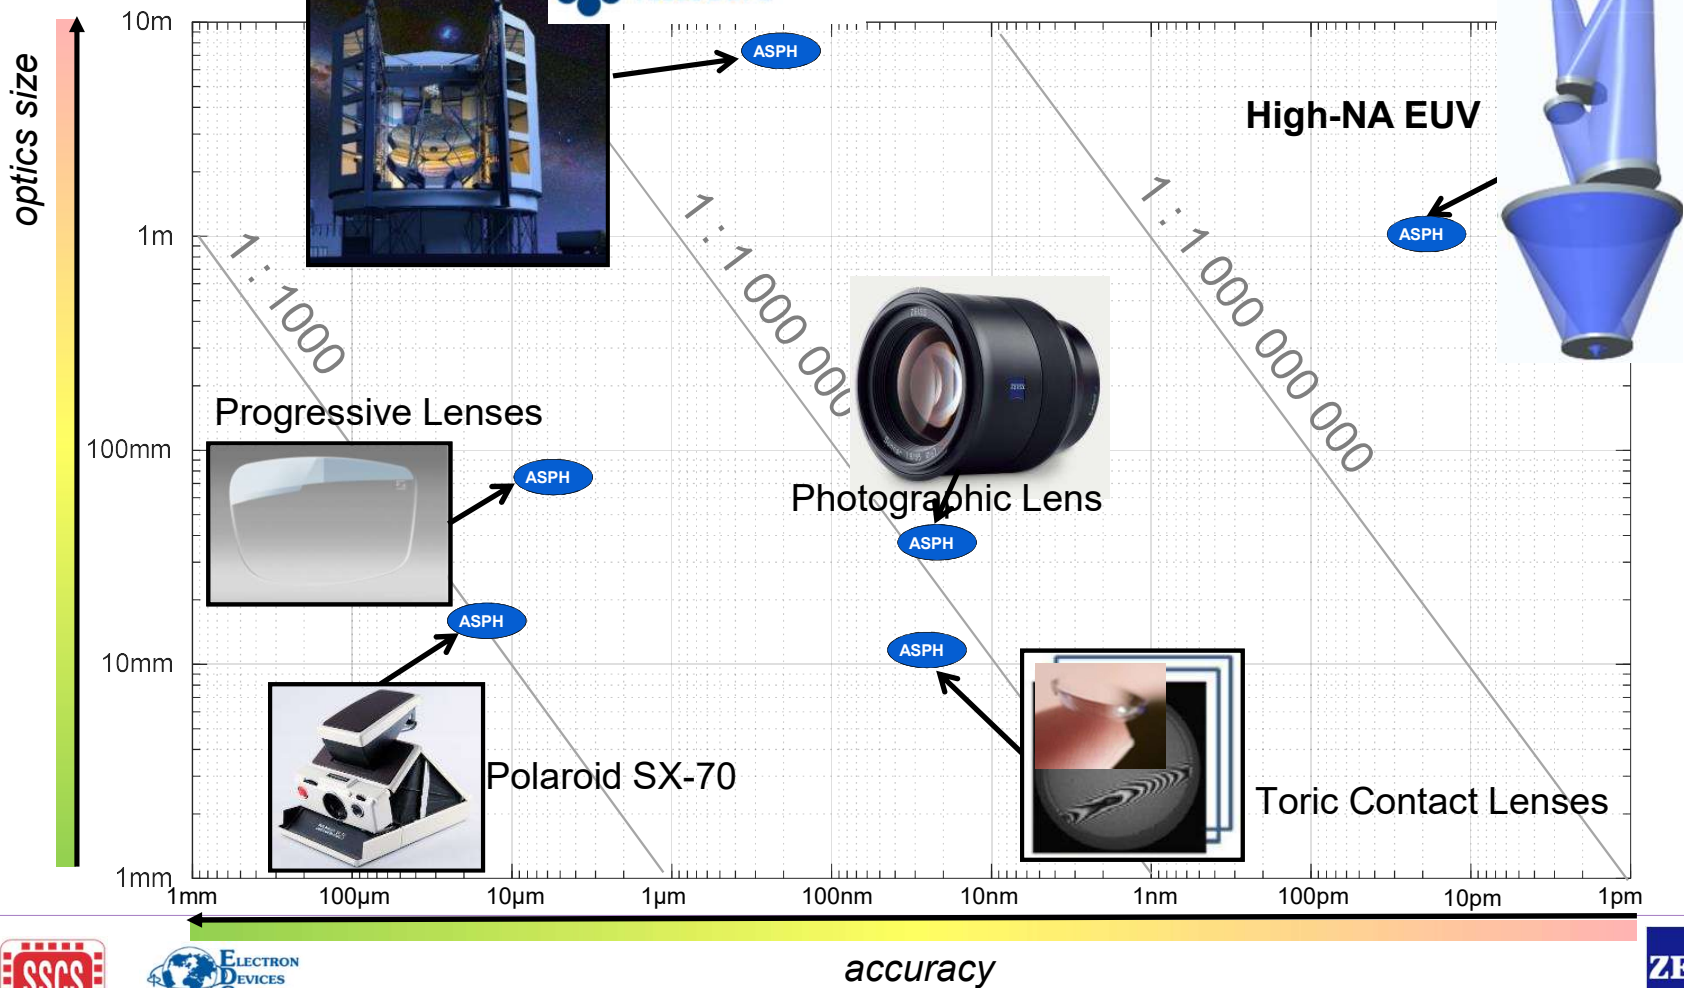 10m
1m
100mm
10mm
1mm
optics size
ASPH
High-NA EUV
ASPH
1 : 1000
1 : 1 000 000
1 : 1 000 000 000
Progressive Lenses
ASPH
Photographic Lens
ASPH
ASPH
Polaroid SX-70
ASPH
Toric Contact Lenses
1mm
100µm
10µm
1µm
100nm
10nm
1nm
100pm
10pm
1pm
accuracy
SSCS
ELECTRON
DEVICES